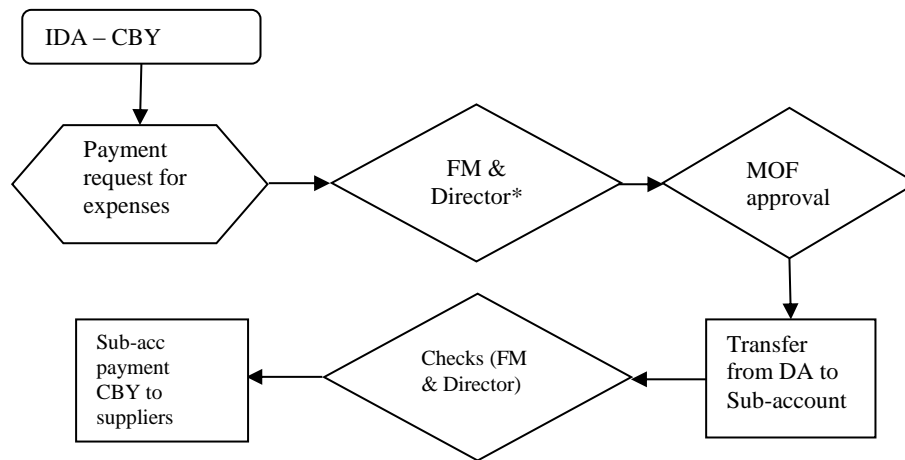 IDA – CBY
Payment
request for
expenses
FM &
Director*
MOF
approval
Transfer
from DA to
Sub-account
Checks (FM
& Director)
Sub-acc
payment
CBY to
suppliers